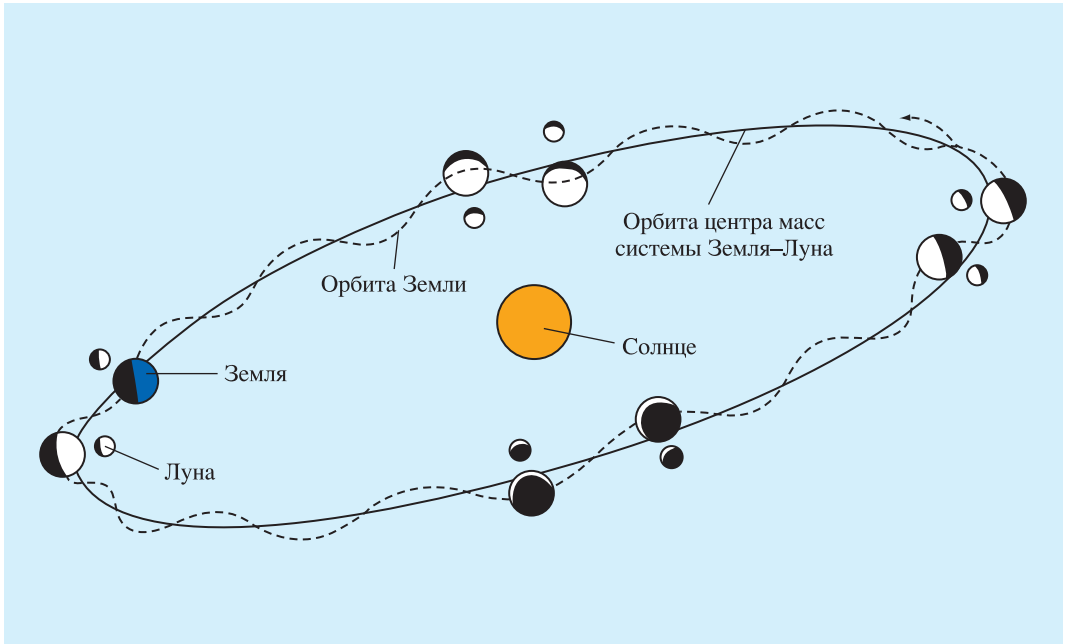 Орбита центра масс
системы Земля–Луна
Орбита Земли
Солнце
Земля
Луна